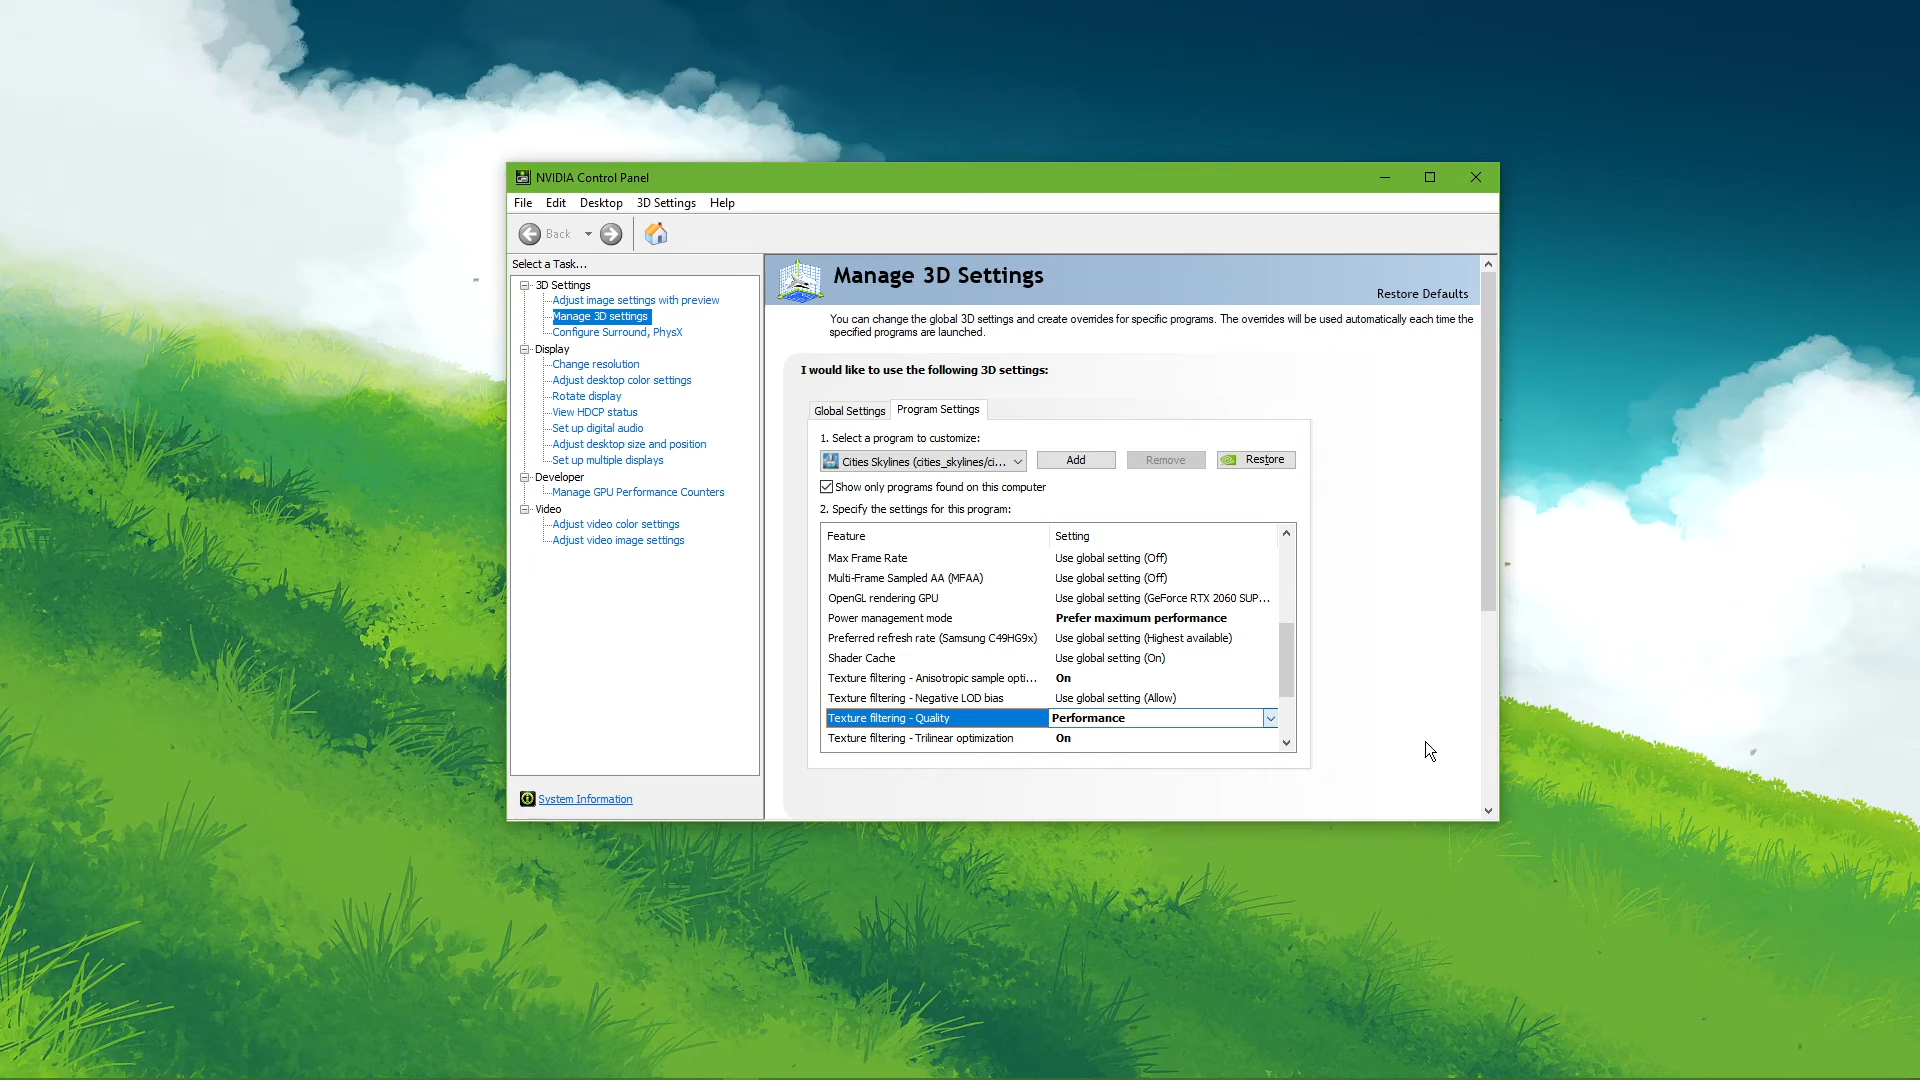 NVIDIA Control Panel
File Edit Desktop 3D Settings Help
Back
Select a Task...
3D Settings
Adjust image settings with preview
Manage 3D settings
Configure Surround, PhysX
Display
Change resolution
Adjust desktop color settings
Rotate display
View HDCP status
Set up digital audio
Adjust desktop size and position
Set up multiple displays
Developer
Manage GPU Performance Counters
Video
Adjust video color settings
Adjust video image settings
System Information
Manage 3D Settings
Restore Defaults
You can change the global 3D settings and create overrides for specific programs. The overrides will be used automatically each time the
specified programs are launched.
I would like to use the following 3D settings:
Global Settings Program Settings
1. Select a program to customize:
Cities Skylines (cities_skylines/ci... Add Remove Restore
Show only programs found on this computer
2. Specify the settings for this program:
Feature Setting
Max Frame Rate Use global setting (Off)
Multi-Frame Sampled AA (MFAA) Use global setting (Off)
OpenGL rendering GPU Use global setting (GeForce RTX 2060 SUP...
Power management mode Prefer maximum performance
Preferred refresh rate (Samsung C49HG9x) Use global setting (Highest available)
Shader Cache Use global setting (On)
Texture filtering - Anisotropic sample opti... On
Texture filtering - Negative LOD bias Use global setting (Allow)
Texture filtering - Quality Performance
Texture filtering - Trilinear optimization On